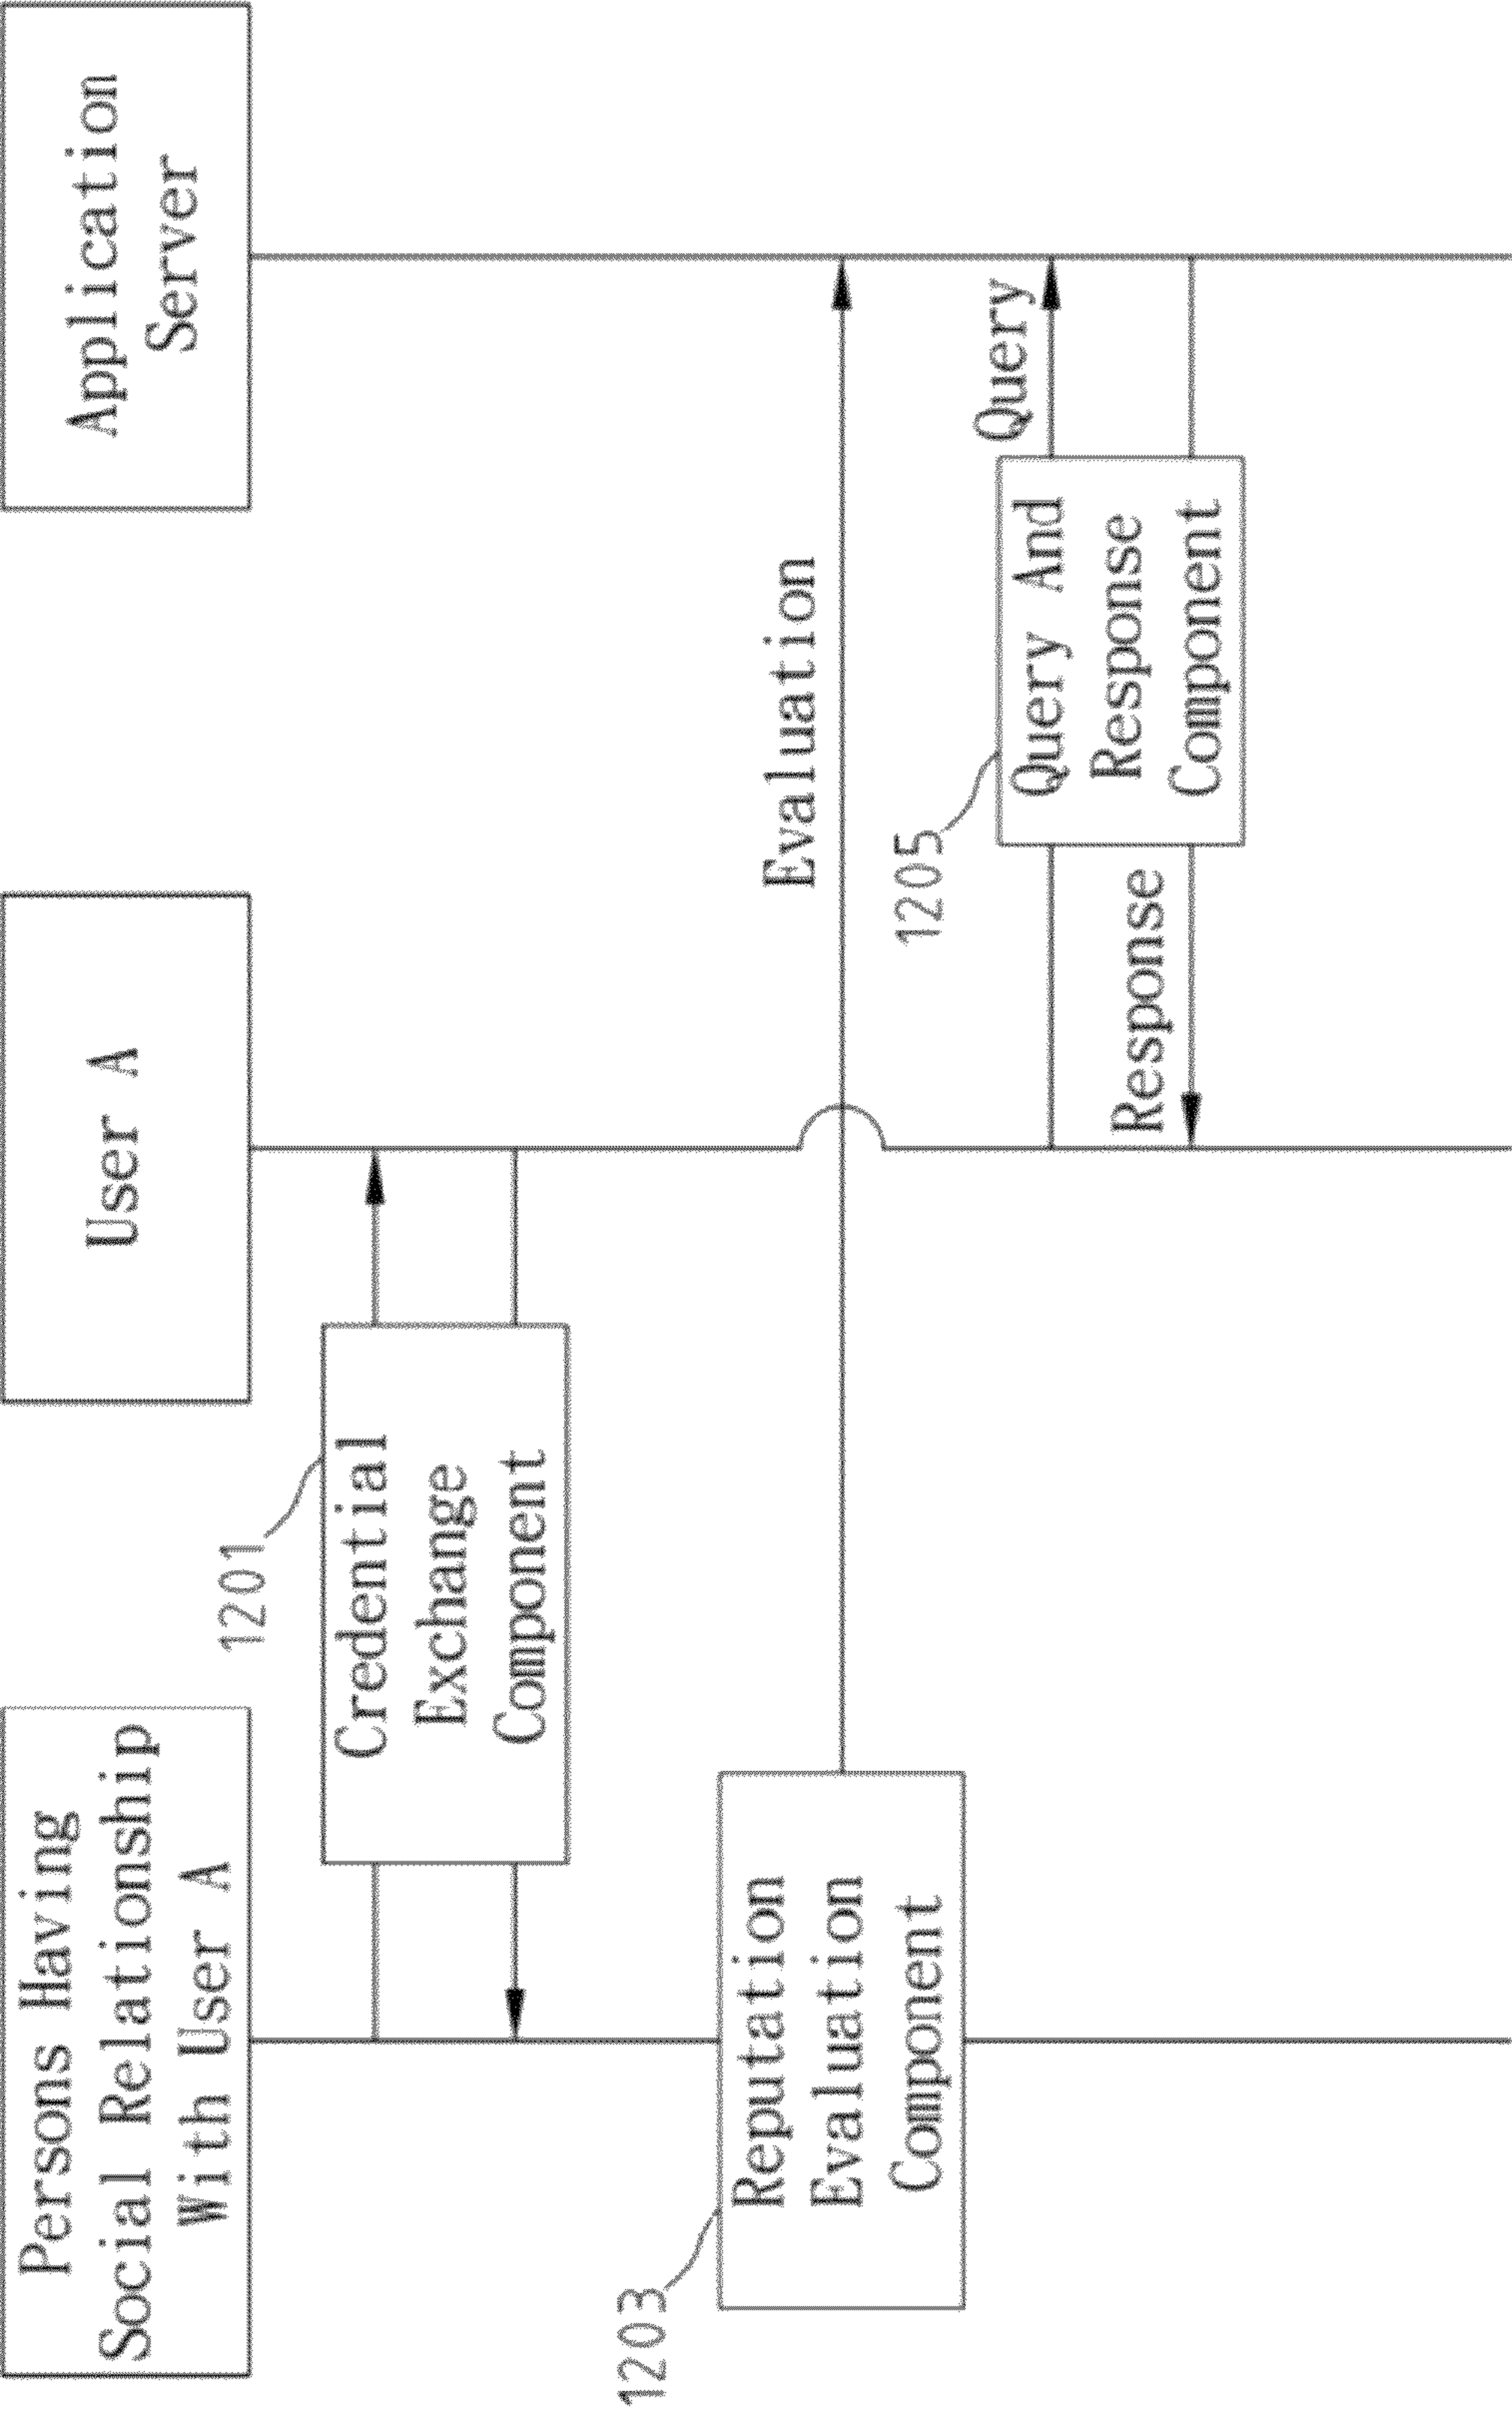 Persons Having
Social Relationship
With User A
User A
Application
Server
1201
Credential
Exchange
Component
1203
Reputation
Evaluation
Component
Evaluation
1205
Query And
Response
Component
Query
Response